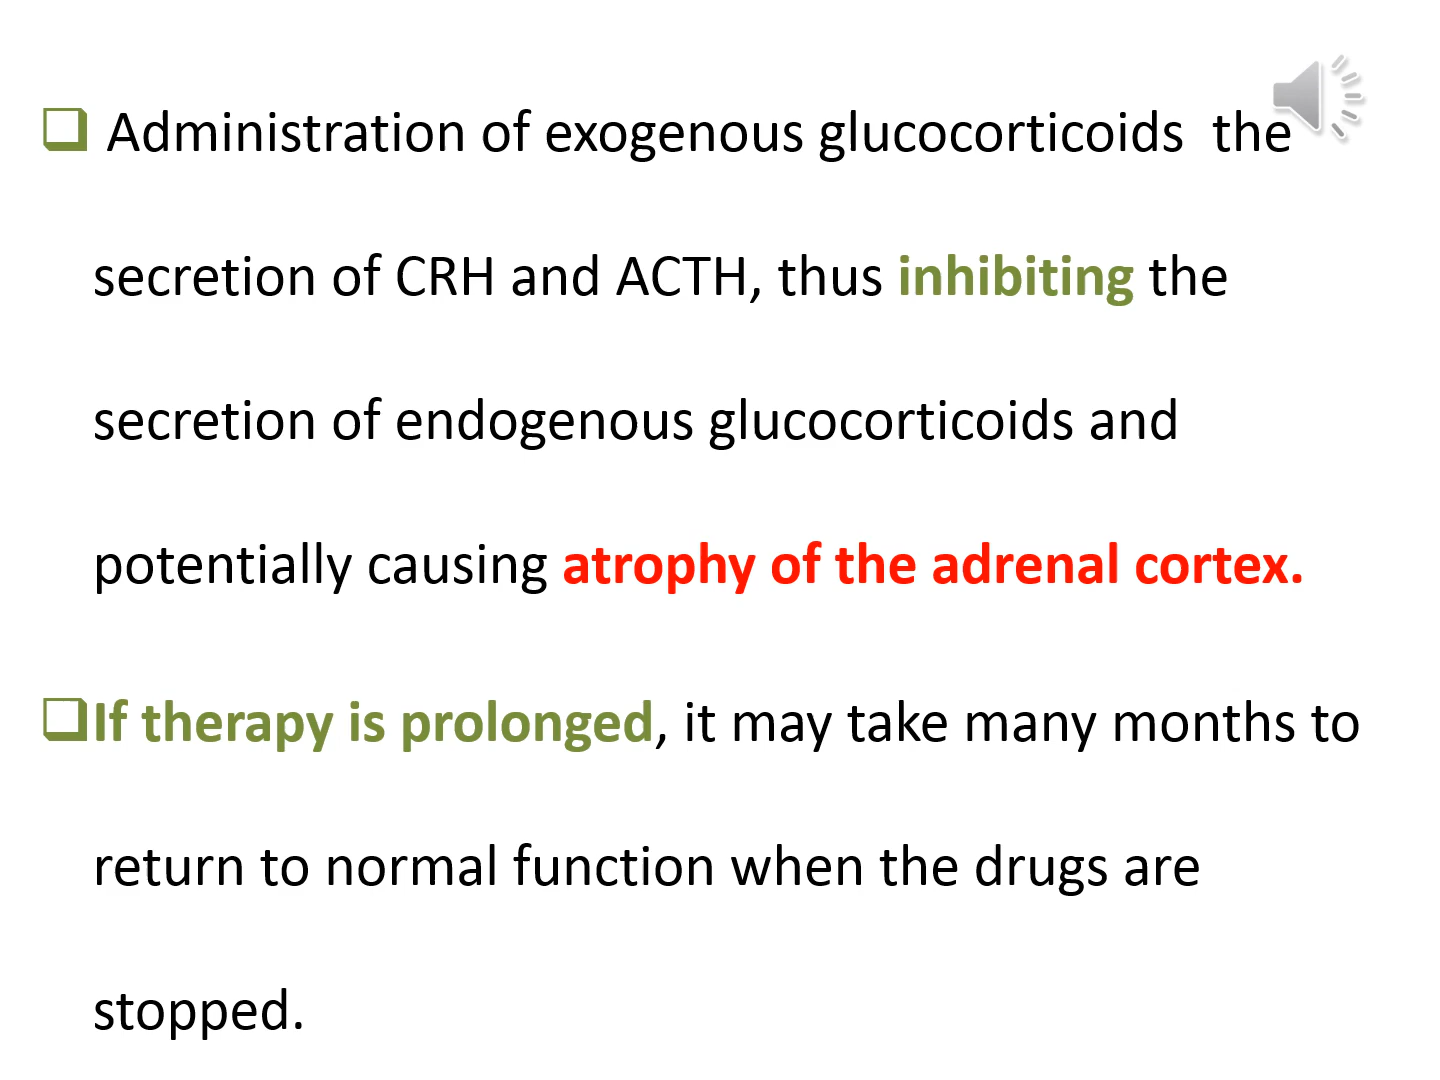 Administration of exogenous glucocorticoids  the
secretion of CRH and ACTH, thus inhibiting the
secretion of endogenous glucocorticoids and
potentially causing atrophy of the adrenal cortex.
If therapy is prolonged, it may take many months to
return to normal function when the drugs are
stopped.